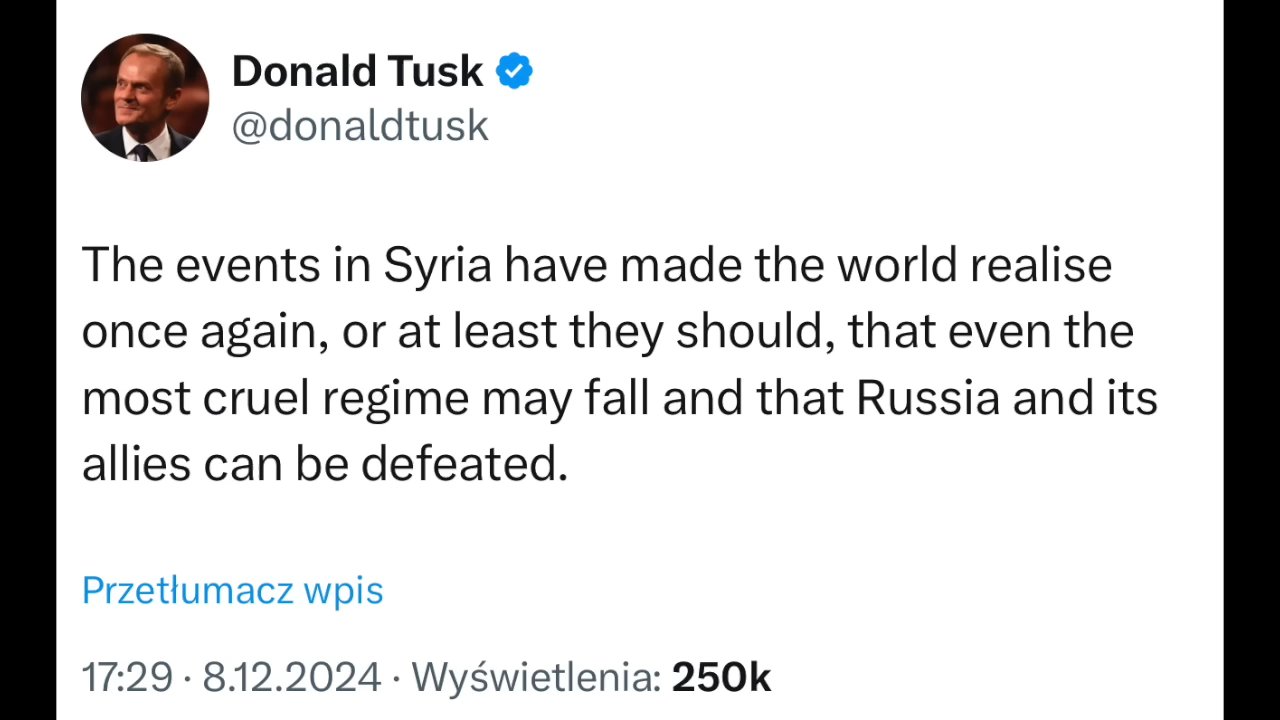 Donald Tusk
@donaldtusk
The events in Syria have made the world realise
once again, or at least they should, that even the
most cruel regime may fall and that Russia and its
allies can be defeated.
Przetłumacz wpis
17:29 · 8.12.2024 · Wyświetlenia: 250k